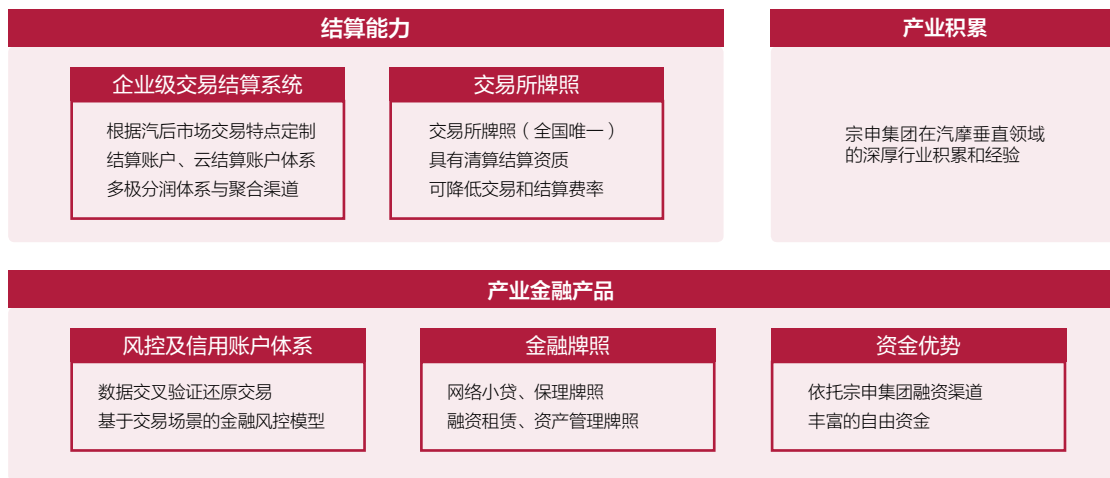 结算能力
企业级交易结算系统
根据汽后市场交易特点定制
结算账户、云结算账户体系
多极分润体系与聚合渠道
交易所牌照
交易所牌照（全国唯一）
具有清算结算资质
可降低交易和结算费率
产业积累
宗申集团在汽摩垂直领域
的深厚行业积累和经验
产业金融产品
风控及信用账户体系
数据交叉验证还原交易
基于交易场景的金融风控模型
金融牌照
网络小贷、保理牌照
融资租赁、资产管理牌照
资金优势
依托宗申集团融资渠道
丰富的自由资金